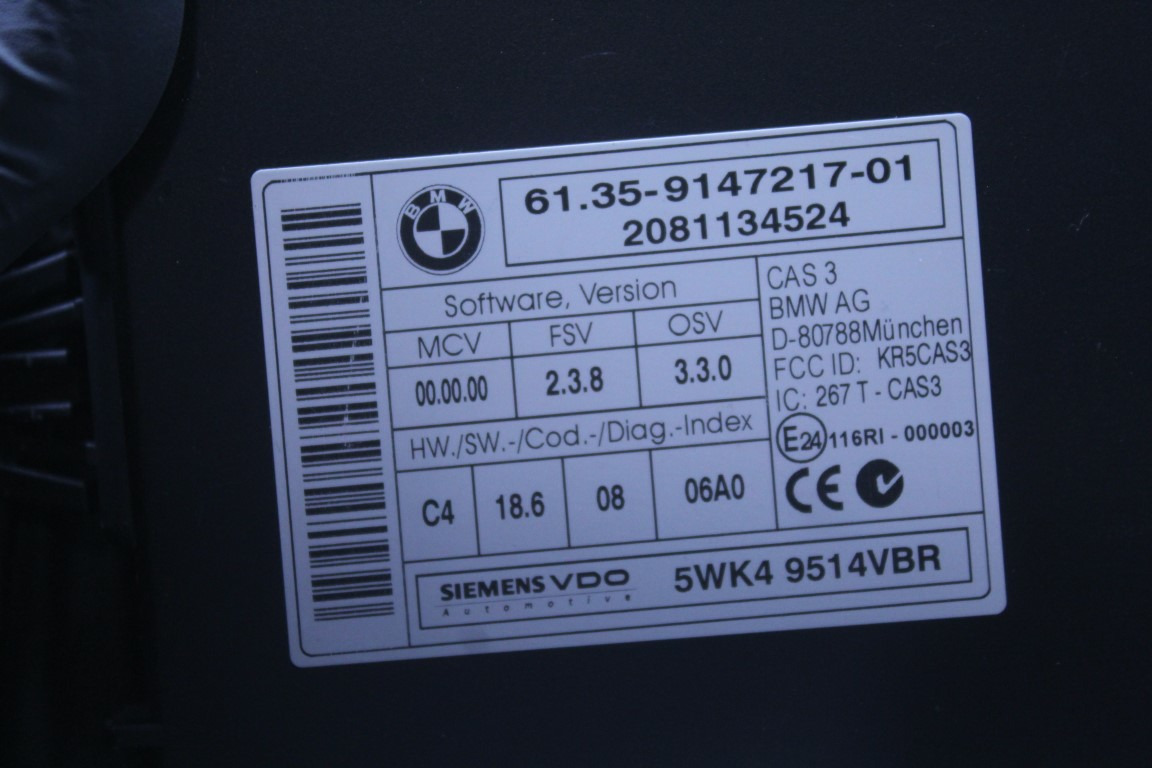 BMW
61.35-9147217-01
2081134524
Software, Version
MCV FSV OSV
00.00.00 2.3.8 3.3.0
HW./SW.-/Cod.-/Diag.-Index
C4 18.6 08 06A0
CAS 3
BMW AG
D-80788München
FCC ID: KR5CAS3
IC: 267 T - CAS3
E24 116RI - 000003
CE
SIEMENS VDO
Automotive
5WK4 9514VBR